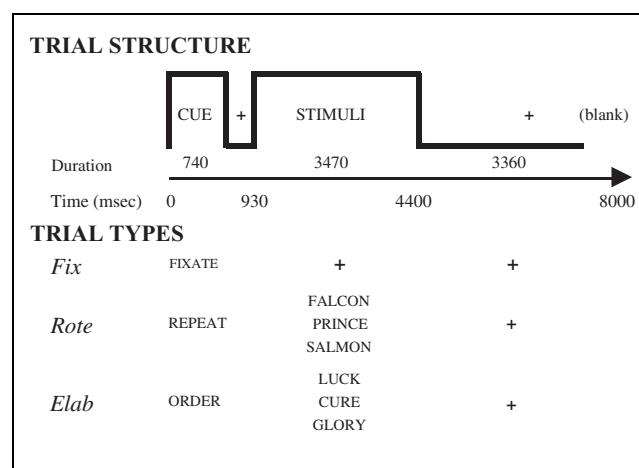 TRIAL STRUCTURE
CUE + STIMULI + (blank)
Duration 740 3470 3360
Time (msec) 0 930 4400 8000
TRIAL TYPES
Fix FIXATE + +
FALCON
Rote REPEAT PRINCE +
SALMON
LUCK
Elab ORDER CURE +
GLORY